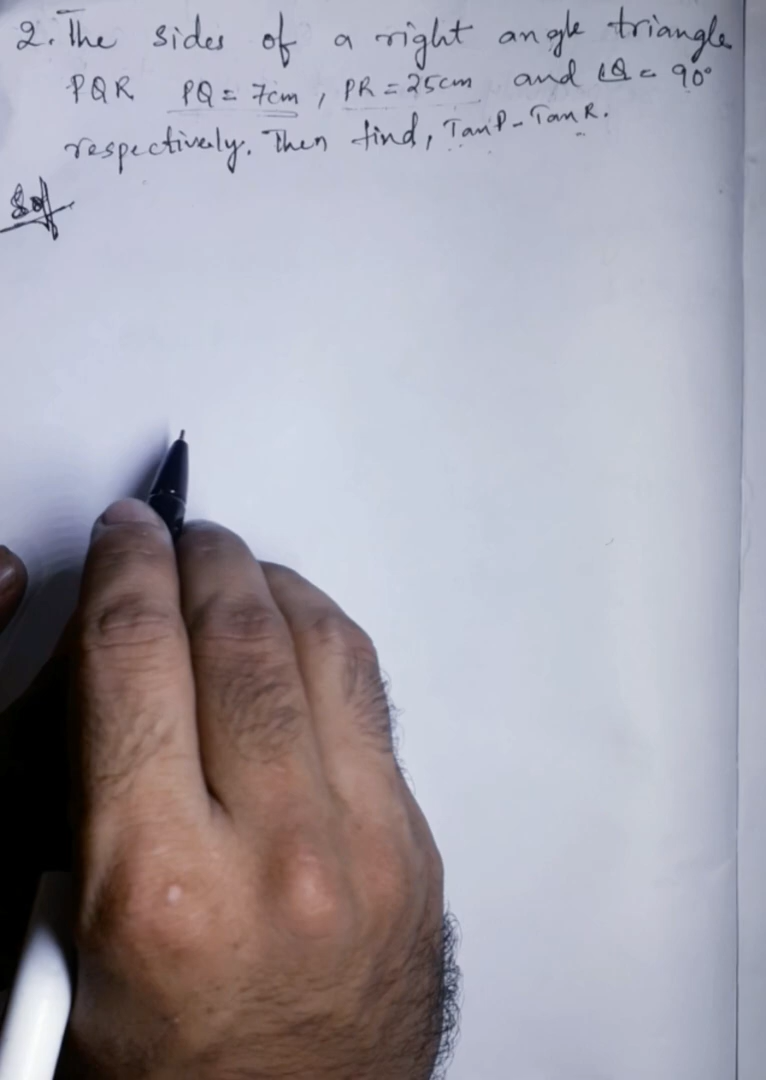 2. The sides of a right angle triangle
PQR PQ = 7cm, PR = 25cm and ∠Q = 90°
respectively. Then find, TanP - TanR.
Sol